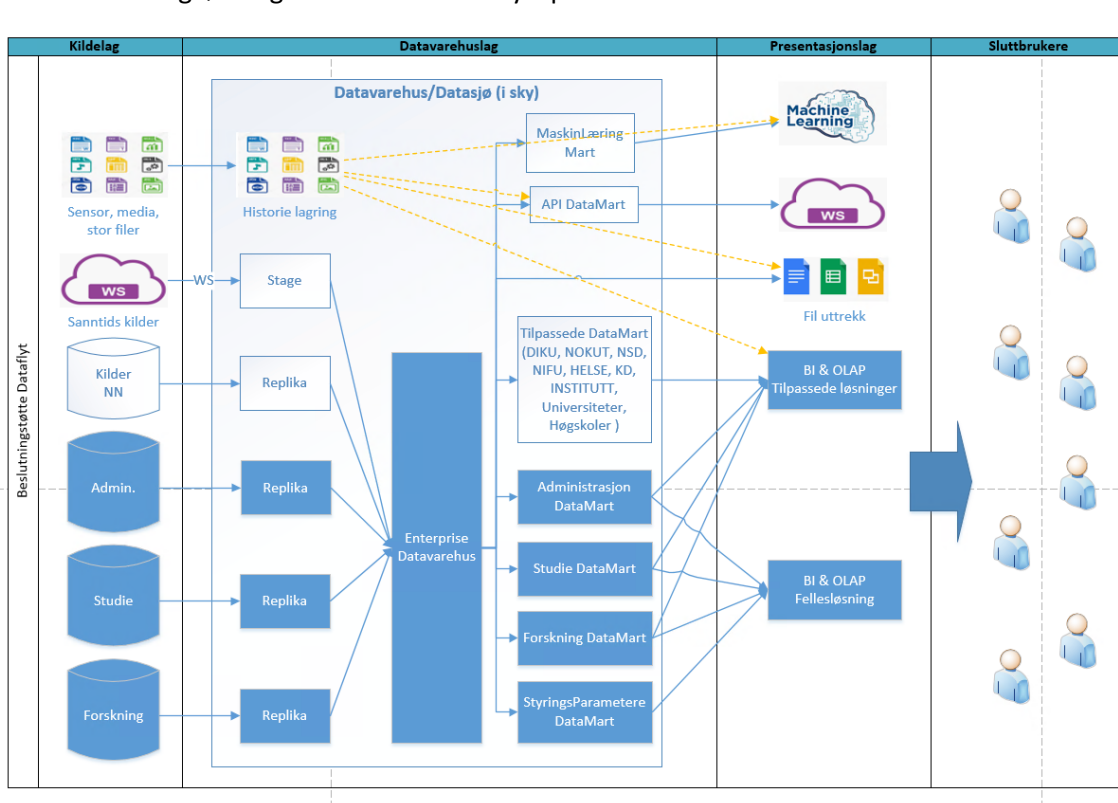 Kildelag
Datavarehuslag
Presentasjonslag
Sluttbrukere
Beslutningstøtte Dataflyt
Datavarehus/Datasjø (i sky)
Sensor, media,
stor filer
WS
Sanntids kilder
Kilder
NN
Admin.
Studie
Forskning
Historie lagring
WS
Stage
Replika
Replika
Replika
Replika
Enterprise
Datavarehus
MaskinLæring
Mart
API DataMart
Tilpassede DataMart
(DIKU, NOKUT, NSD,
NIFU, HELSE, KD,
INSTITUTT,
Universiteter,
Høgskoler )
Administrasjon
DataMart
Studie DataMart
Forskning DataMart
StyringsParametere
DataMart
Machine
Learning
WS
Fil uttrekk
BI & OLAP
Tilpassede løsninger
BI & OLAP
Fellesløsning